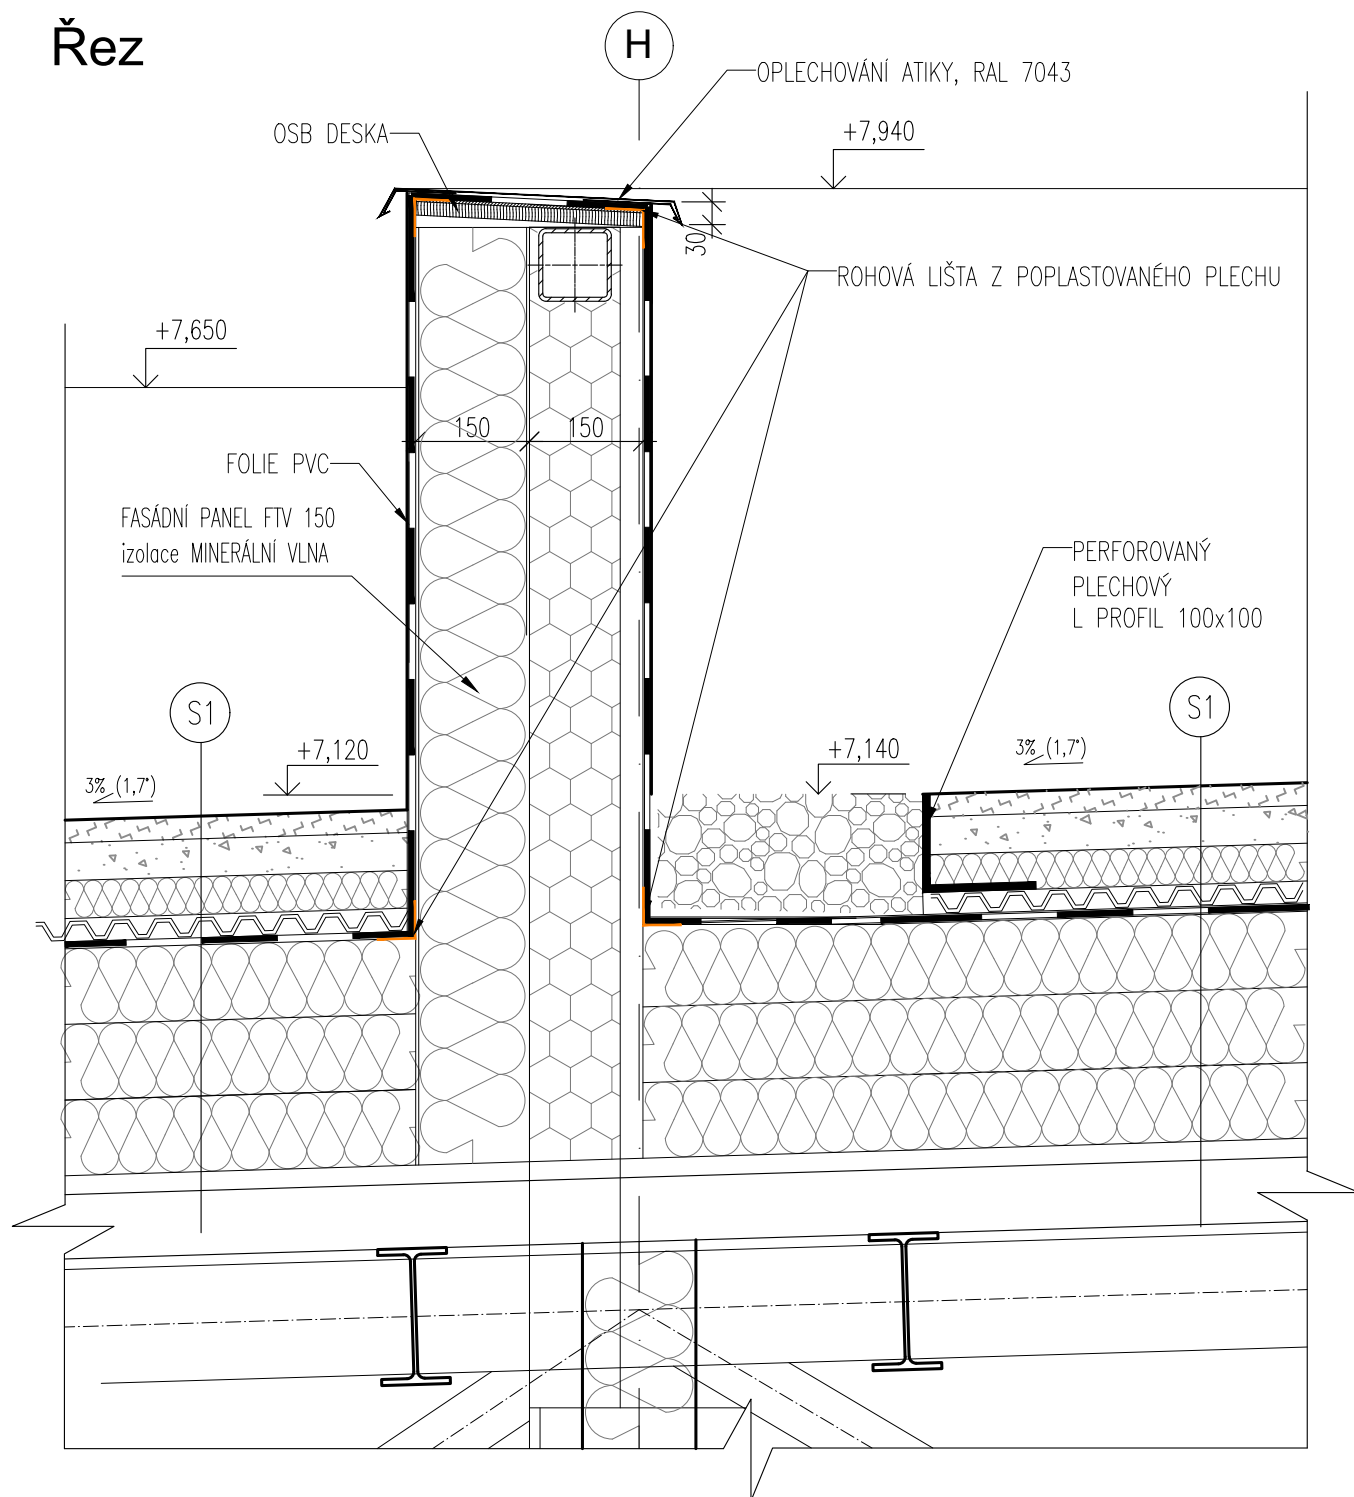 Řez
H
OPLECHOVÁNÍ ATIKY, RAL 7043
OSB DESKA
+7,940
30
ROHOVÁ LIŠTA Z POPLASTOVANÉHO PLECHU
+7,650
150
150
FOLIE PVC
FASÁDNÍ PANEL FTV 150
izolace MINERÁLNÍ VLNA
PERFOROVANÝ
PLECHOVÝ
L PROFIL 100x100
S1
S1
+7,120
+7,140
3% (1,7°)
3% (1,7°)